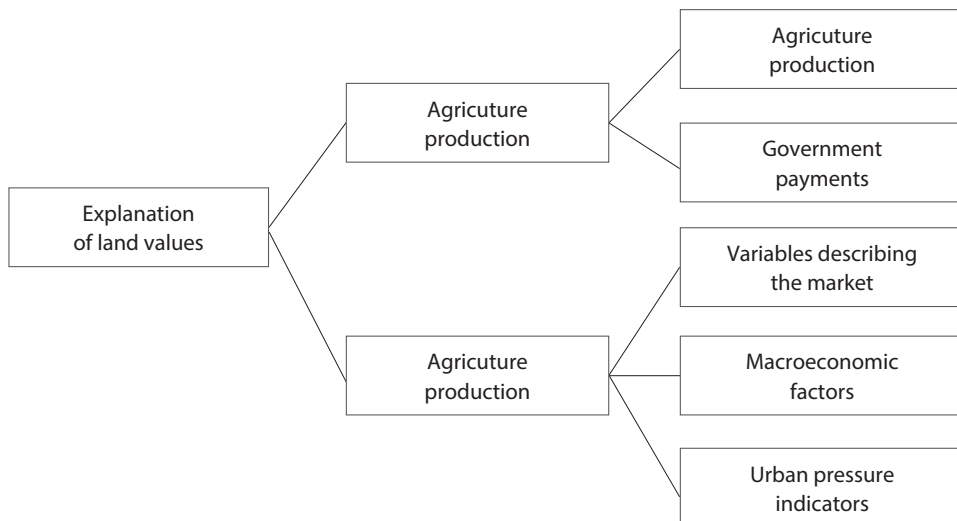 Explanation
of land values
Agricuture
production
Agricuture
production
Government
payments
Agricuture
production
Variables describing
the market
Macroeconomic
factors
Urban pressure
indicators